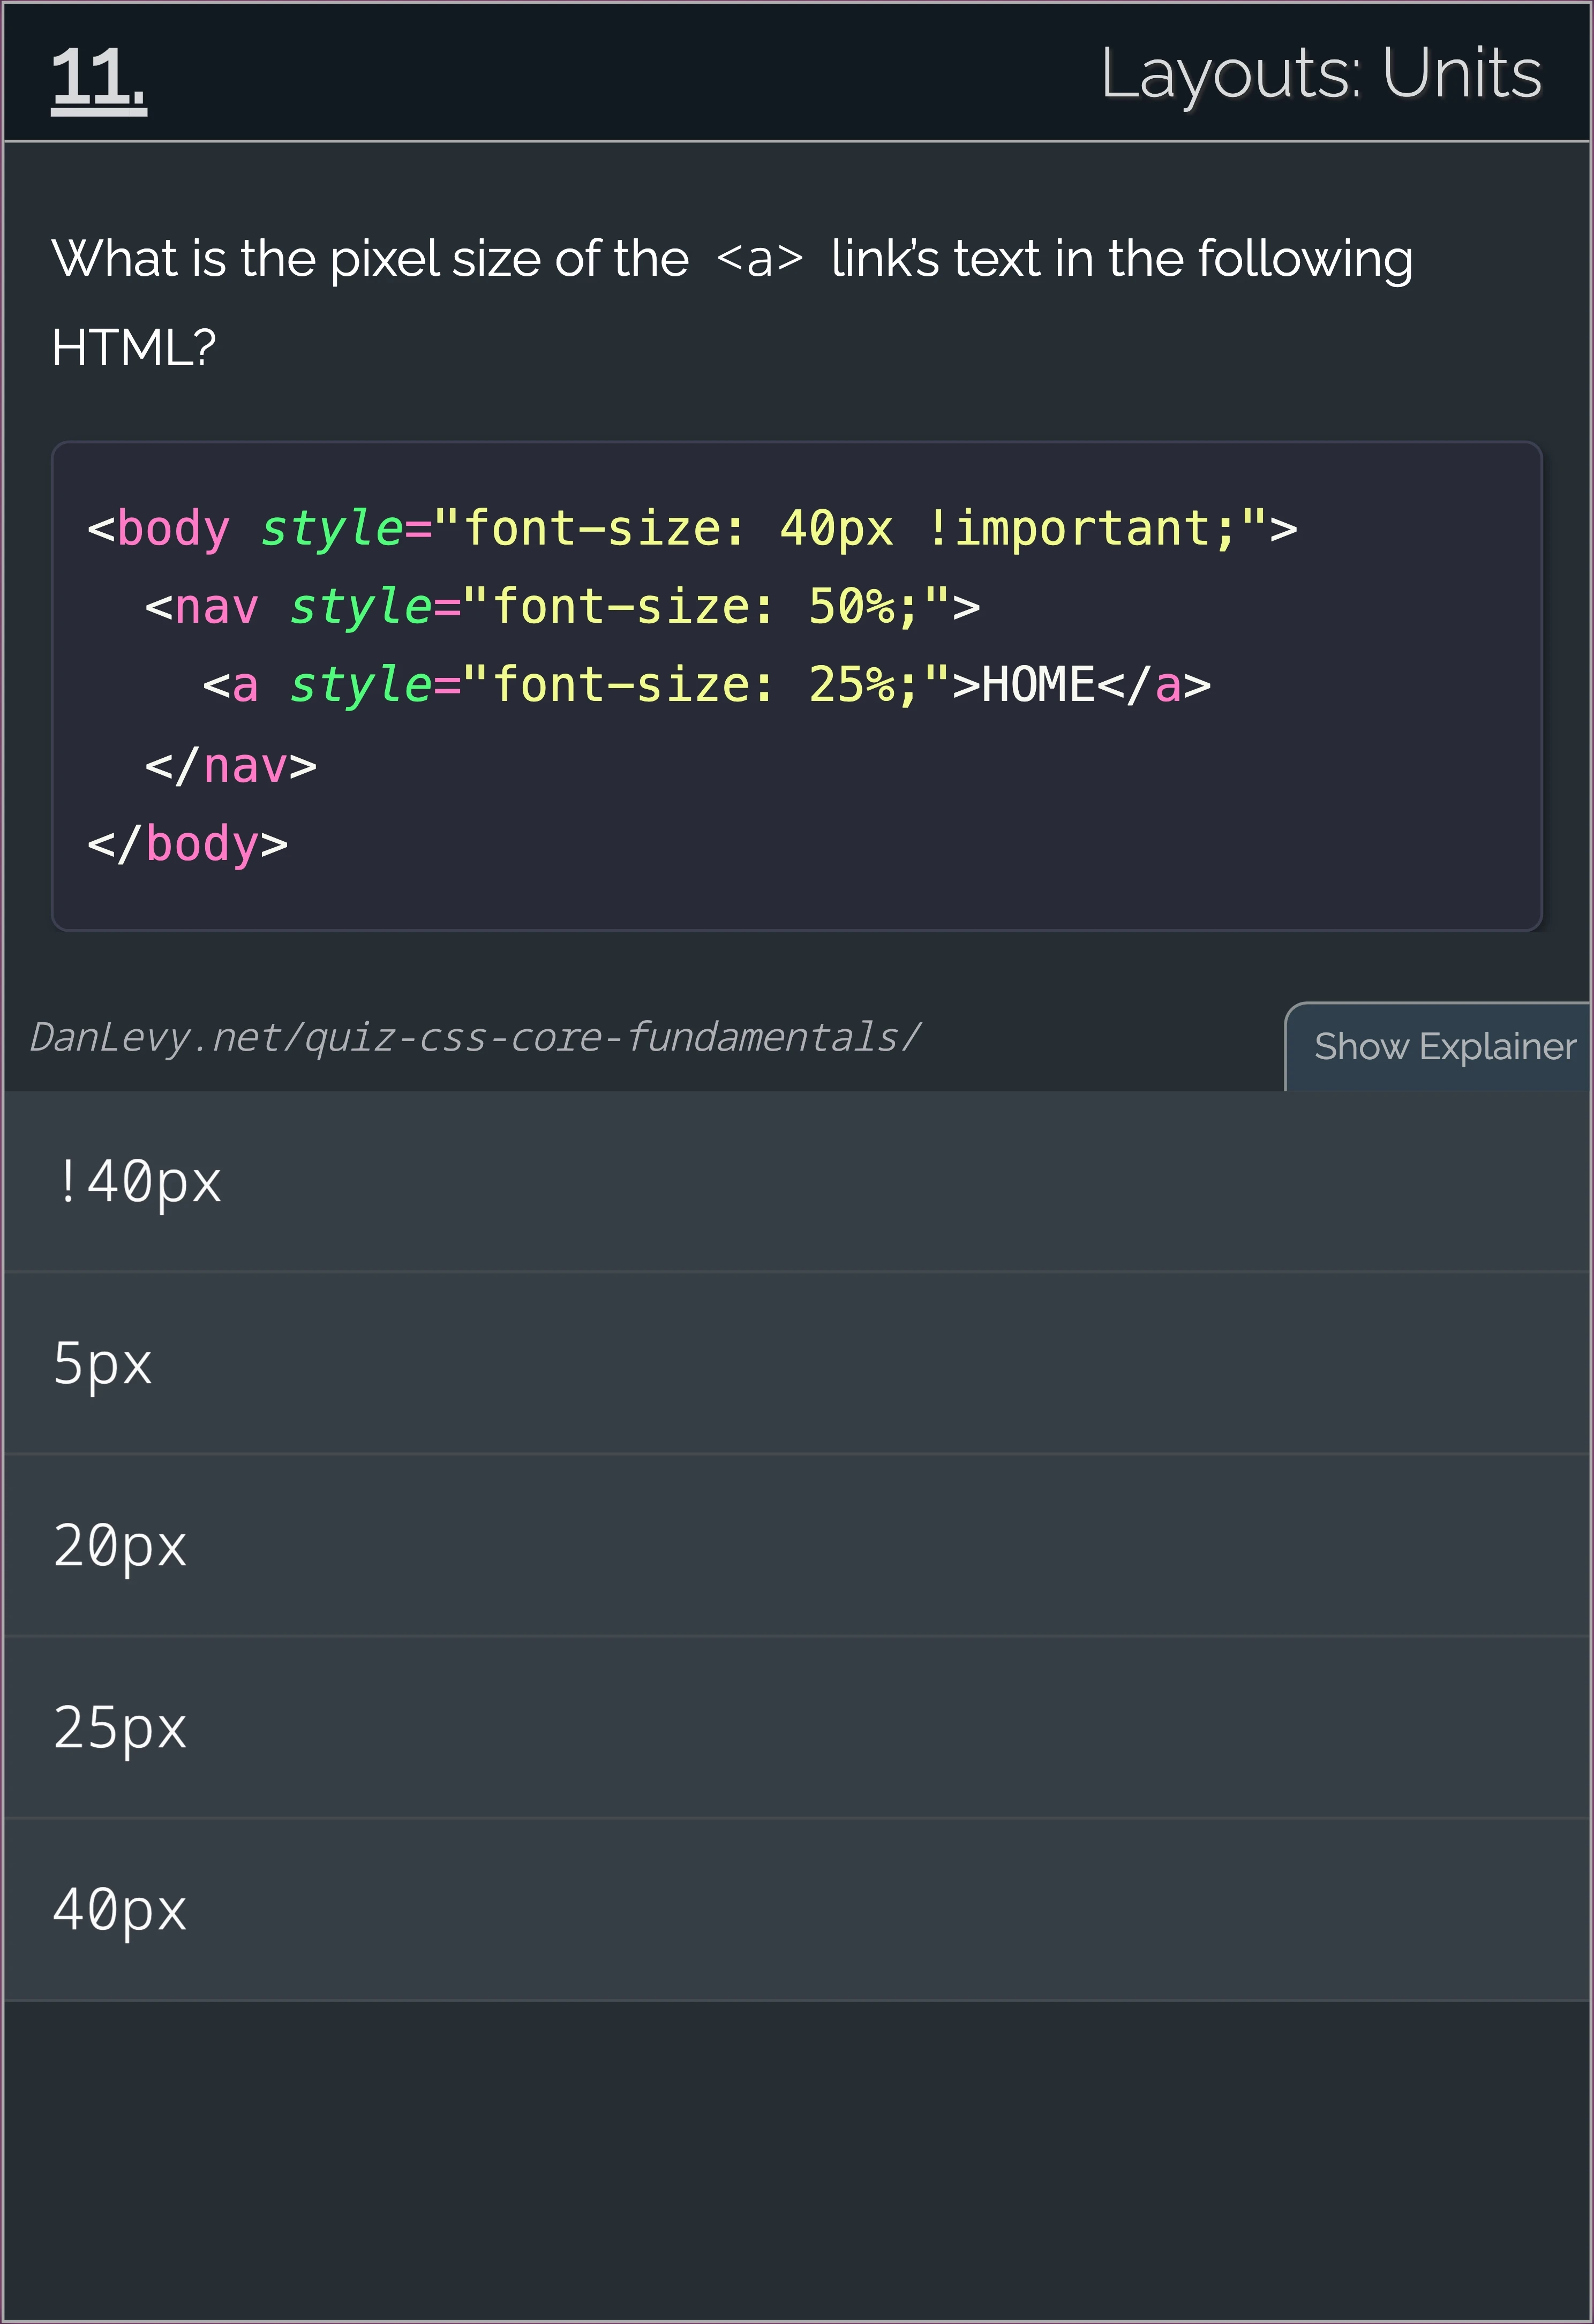 11.
Layouts: Units
What is the pixel size of the <a> link's text in the following
HTML?
<body style="font-size: 40px !important;">
  <nav style="font-size: 50%;">
    <a style="font-size: 25%;">HOME</a>
  </nav>
</body>
DanLevy.net/quiz-css-core-fundamentals/
Show Explainer
!40px
5px
20px
25px
40px